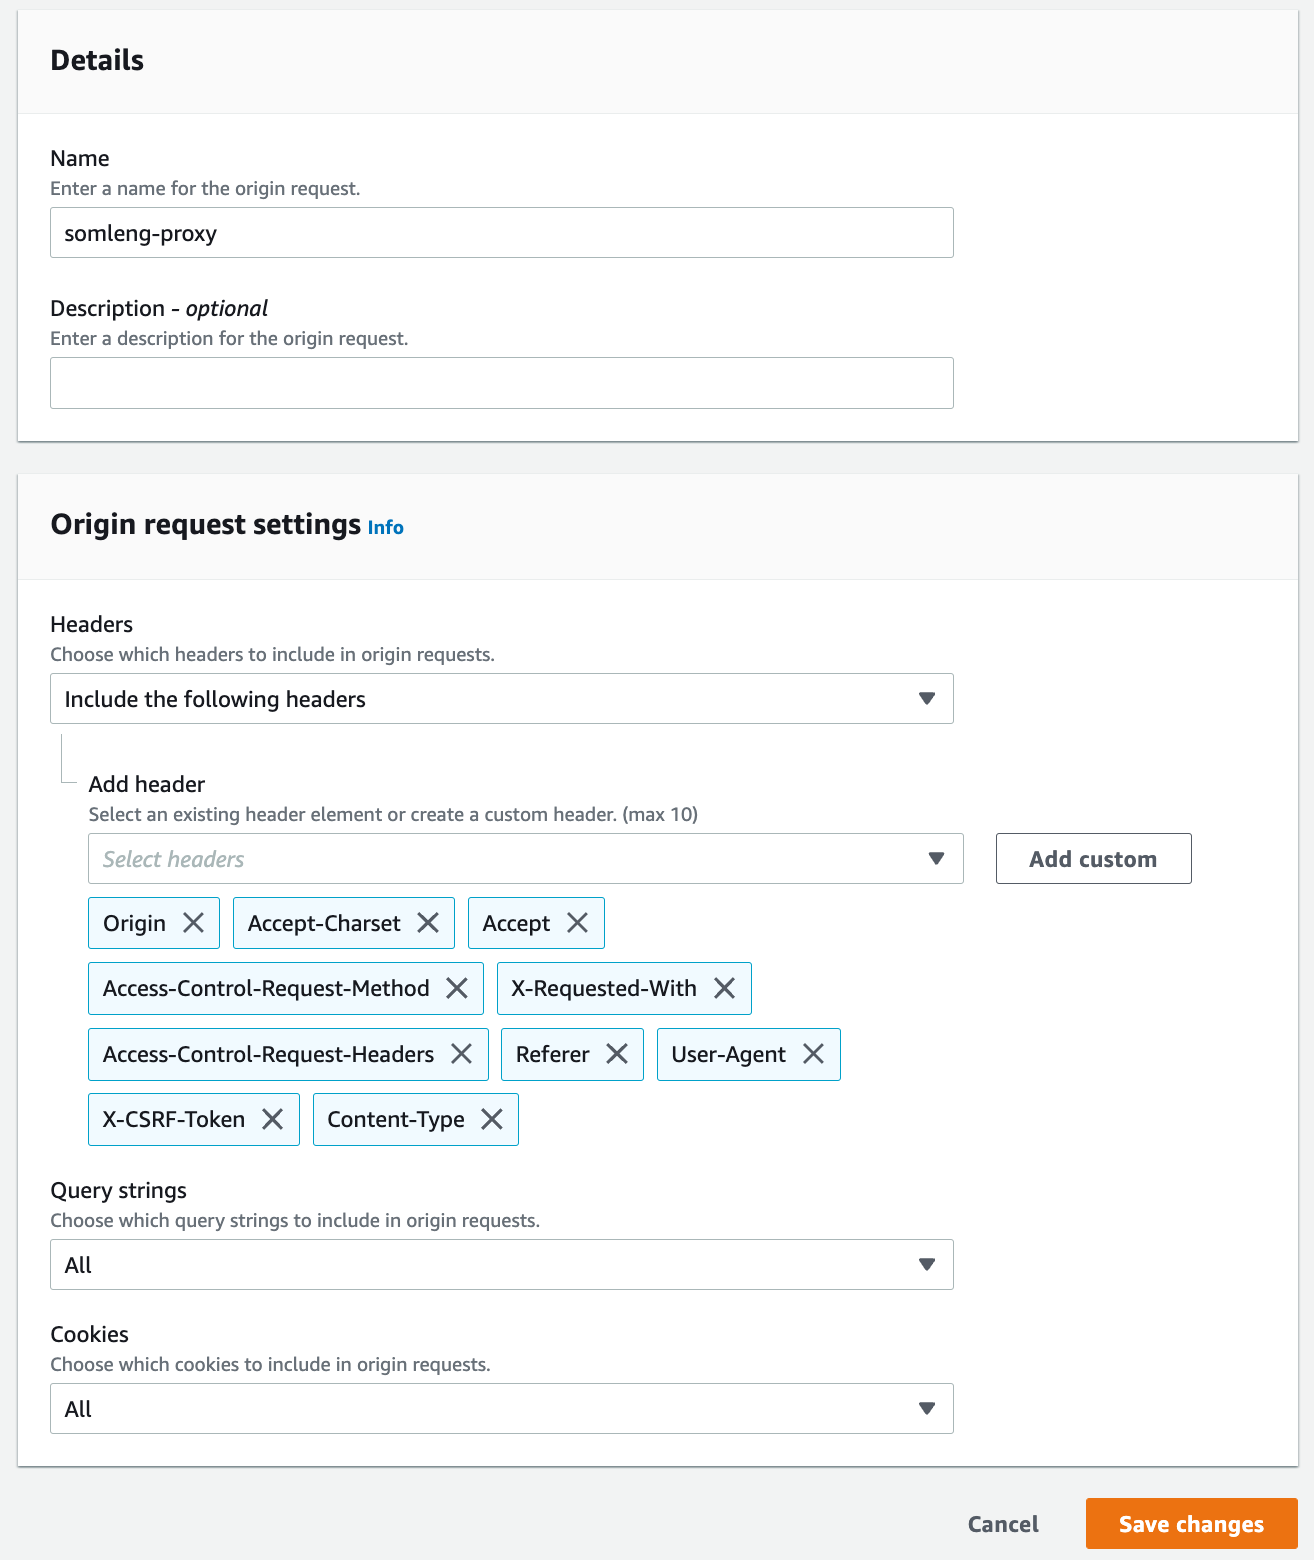 Details
Name
Enter a name for the origin request.
somleng-proxy
Description - optional
Enter a description for the origin request.
Origin request settings Info
Headers
Choose which headers to include in origin requests.
Include the following headers
Add header
Select an existing header element or create a custom header. (max 10)
Select headers
Add custom
Origin Accept-Charset Accept
Access-Control-Request-Method X-Requested-With
Access-Control-Request-Headers Referer User-Agent
X-CSRF-Token Content-Type
Query strings
Choose which query strings to include in origin requests.
All
Cookies
Choose which cookies to include in origin requests.
All
Cancel Save changes